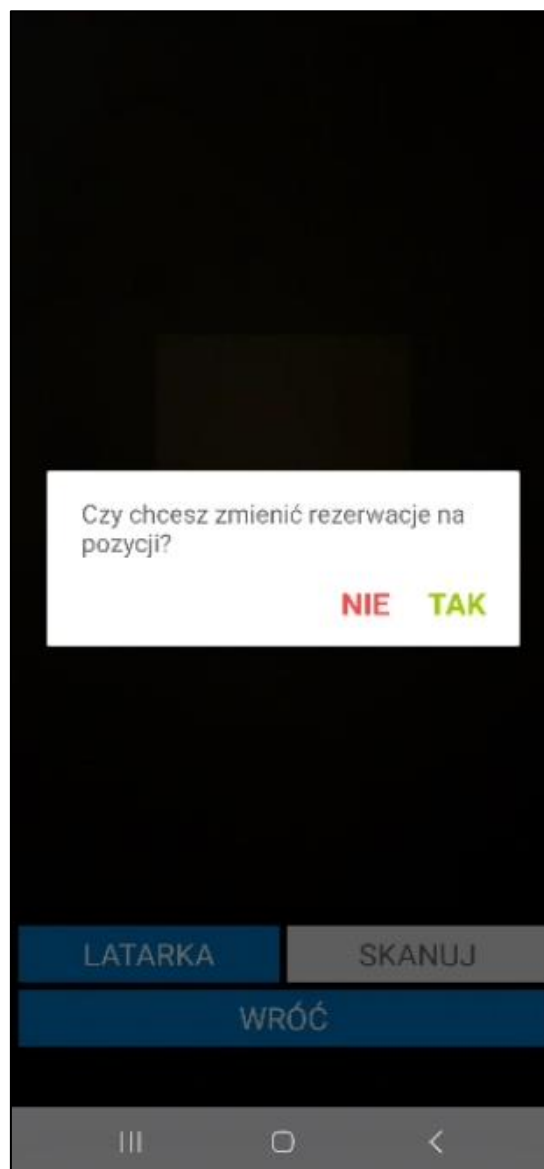 Czy chcesz zmienić rezerwacje na
pozycji?
NIE TAK
LATARKA SKANUJ
WRÓĆ